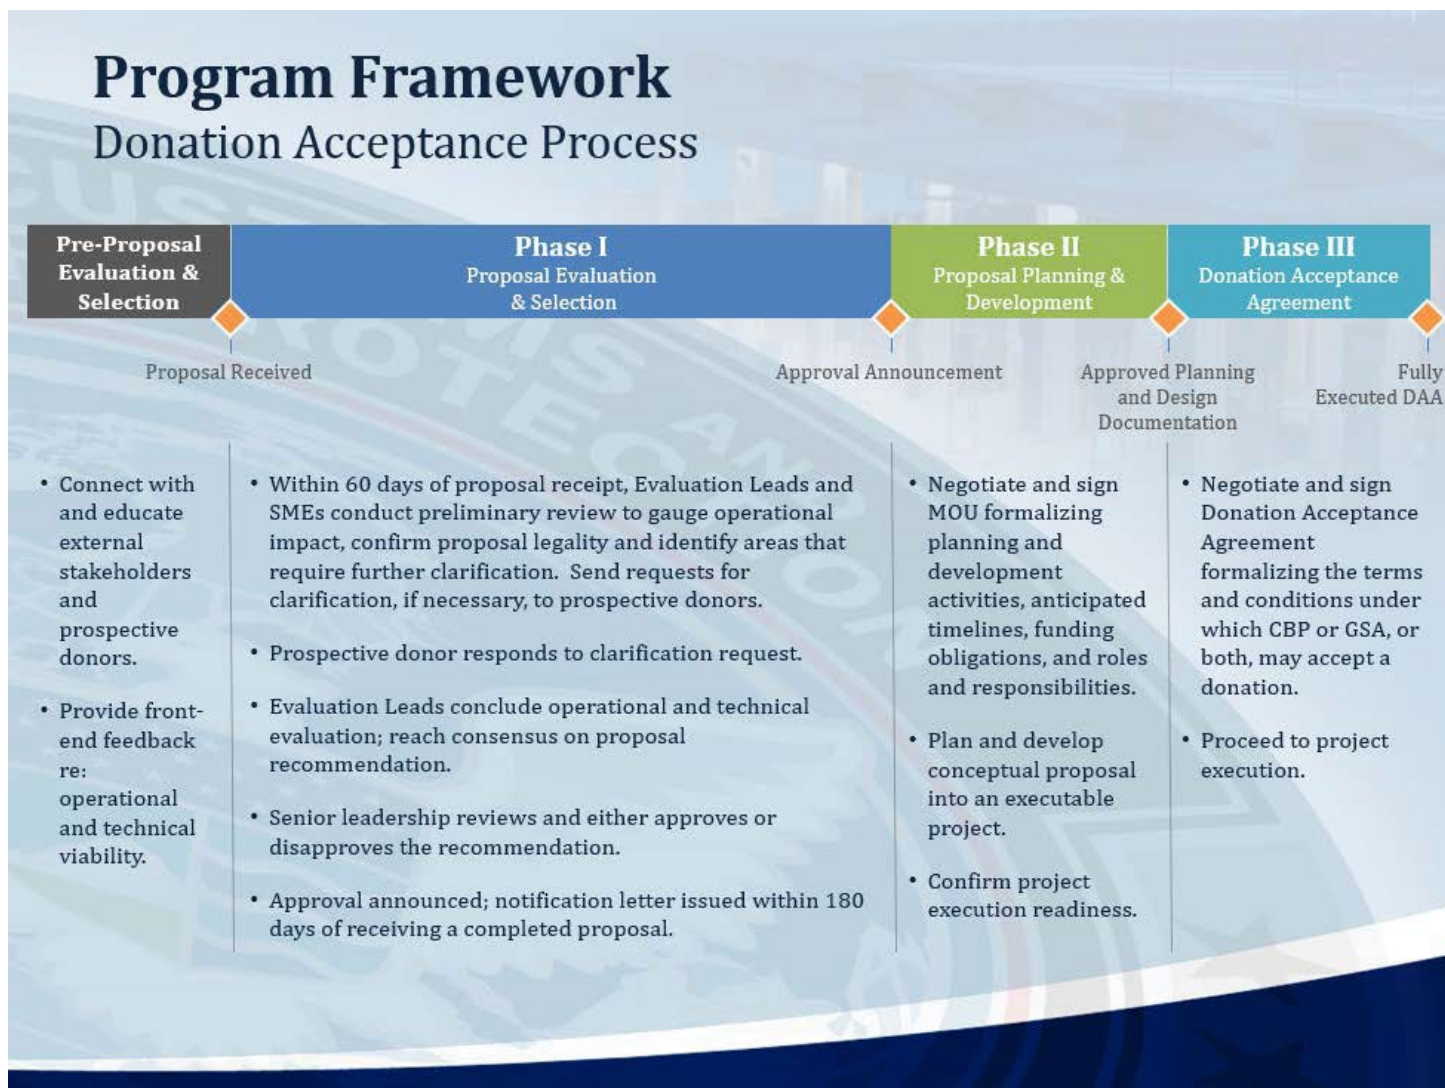 Program Framework
Donation Acceptance Process
Pre-Proposal
Evaluation &
Selection
Phase I
Proposal Evaluation
& Selection
Phase II
Proposal Planning &
Development
Phase III
Donation Acceptance
Agreement
Proposal Received
Approval Announcement
Approved Planning
and Design
Documentation
Fully
Executed DAA
• Connect with
and educate
external
stakeholders
and
prospective
donors.
• Provide front-
end feedback
re:
operational
and technical
viability.
• Within 60 days of proposal receipt, Evaluation Leads and
SMEs conduct preliminary review to gauge operational
impact, confirm proposal legality and identify areas that
require further clarification.  Send requests for
clarification, if necessary, to prospective donors.
• Prospective donor responds to clarification request.
• Evaluation Leads conclude operational and technical
evaluation; reach consensus on proposal
recommendation.
• Senior leadership reviews and either approves or
disapproves the recommendation.
• Approval announced; notification letter issued within 180
days of receiving a completed proposal.
• Negotiate and sign
MOU formalizing
planning and
development
activities, anticipated
timelines, funding
obligations, and roles
and responsibilities.
• Plan and develop
conceptual proposal
into an executable
project.
• Confirm project
execution readiness.
• Negotiate and sign
Donation Acceptance
Agreement
formalizing the terms
and conditions under
which CBP or GSA, or
both, may accept a
donation.
• Proceed to project
execution.